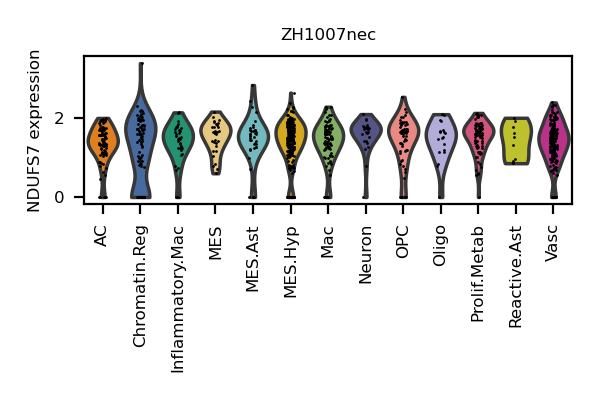 ZH1007nec
NDUFS7 expression
2
0
AC
Chromatin.Reg
Inflammatory.Mac
MES
MES.Ast
MES.Hyp
Mac
Neuron
OPC
Oligo
Prolif.Metab
Reactive.Ast
Vasc